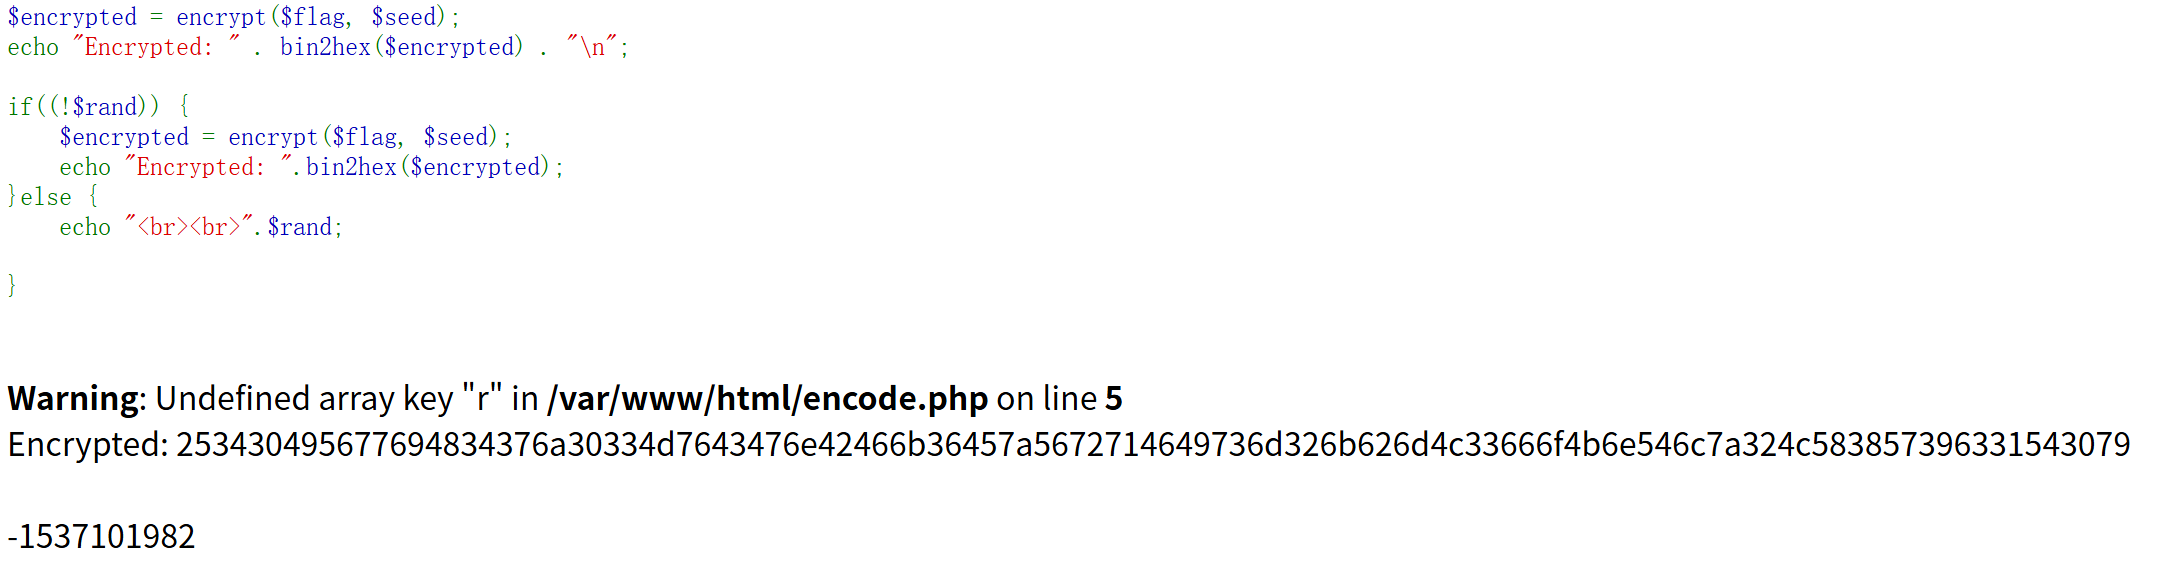 $encrypted = encrypt($flag, $seed);
echo "Encrypted: " . bin2hex($encrypted) . "\n";
if((!$rand)) {
    $encrypted = encrypt($flag, $seed);
    echo "Encrypted: ".bin2hex($encrypted);
}else {
    echo "<br><br>".$rand;
}
Warning: Undefined array key "r" in /var/www/html/encode.php on line 5
Encrypted: 253430495677694834376a30334d7643476e42466b36457a5672714649736d326b626d4c33666f4b6e546c7a324c583857396331543079
-1537101982